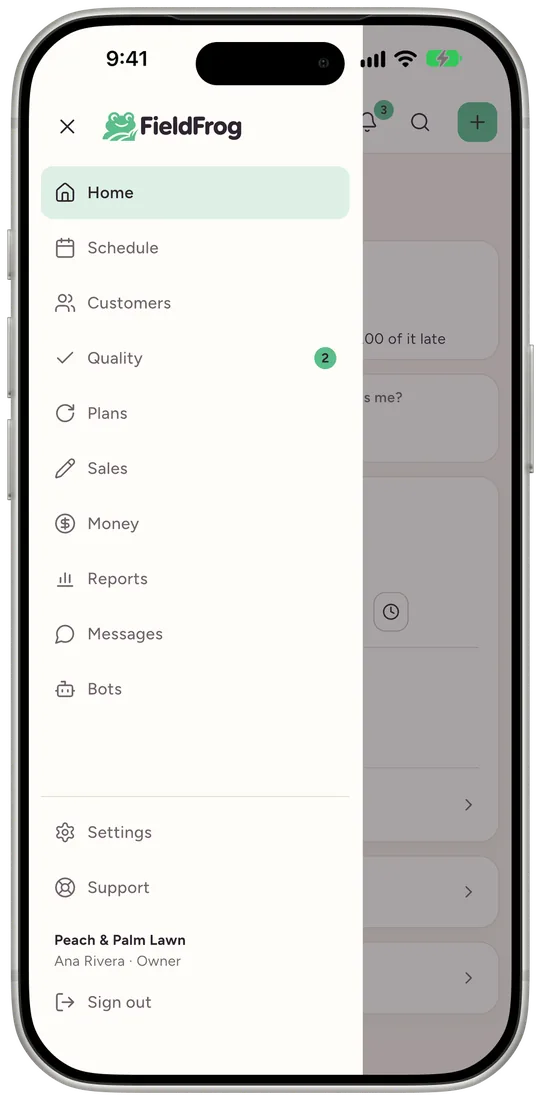 9:41
FieldFrog
3
Home
Schedule
.00 of it late
Customers
Quality
2
s me?
Plans
Sales
Money
Reports
Messages
Bots
Settings
Support
Peach & Palm Lawn
Ana Rivera · Owner
Sign out